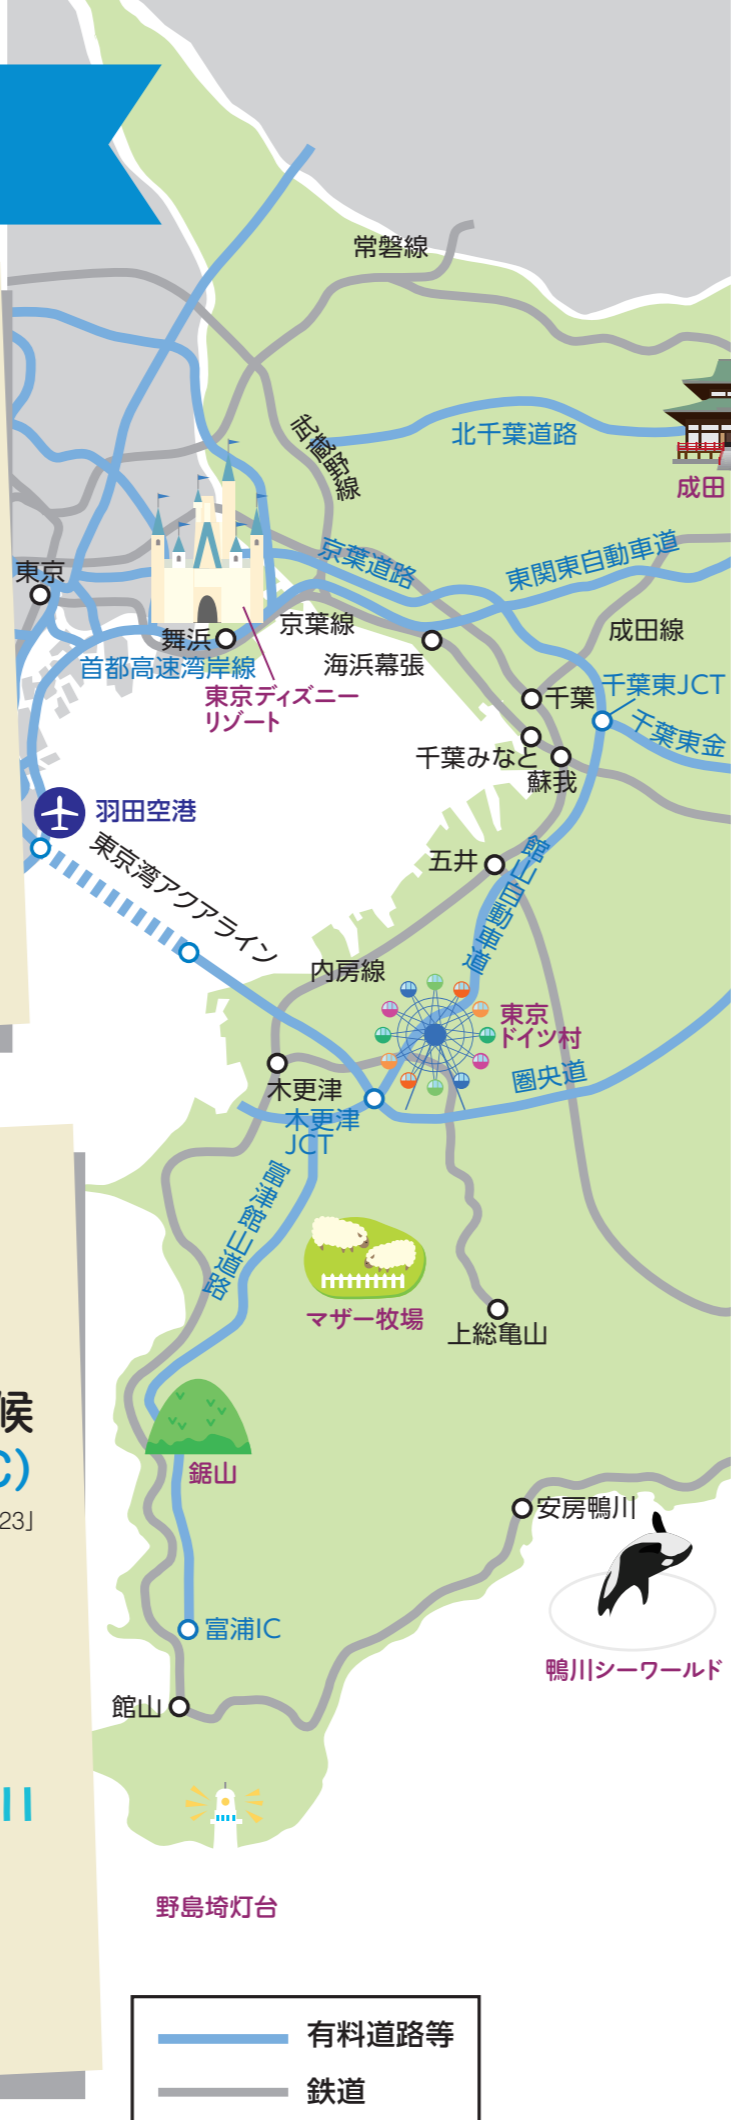 常磐線
武蔵野線
北千葉道路
成田
京葉道路
東関東自動車道
東京
舞浜
京葉線
首都高速湾岸線
海浜幕張
成田線
東京ディズニー
リゾート
千葉
千葉東JCT
千葉東金
千葉みなと
蘇我
羽田空港
東京湾アクアライン
五井
館山自動車道
内房線
東京
ドイツ村
木更津
圏央道
木更津
JCT
富津館山道路
マザー牧場
上総亀山
候
C)
23」
鋸山
安房鴨川
富浦IC
鴨川シーワールド
館山
野島埼灯台
有料道路等
鉄道